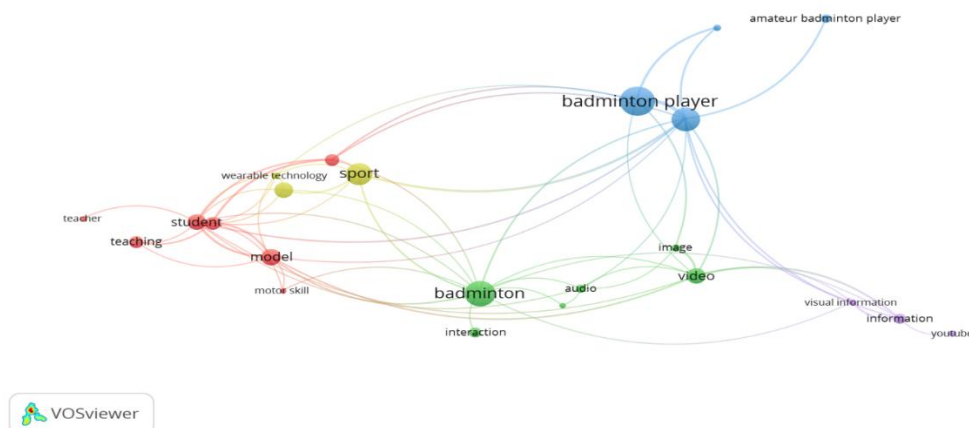 amateur badminton player
badminton player
sport
wearable technology
teacher
student
teaching
model
motor skill
image
video
audio
badminton
visual information
information
interaction
youtube
VOSviewer